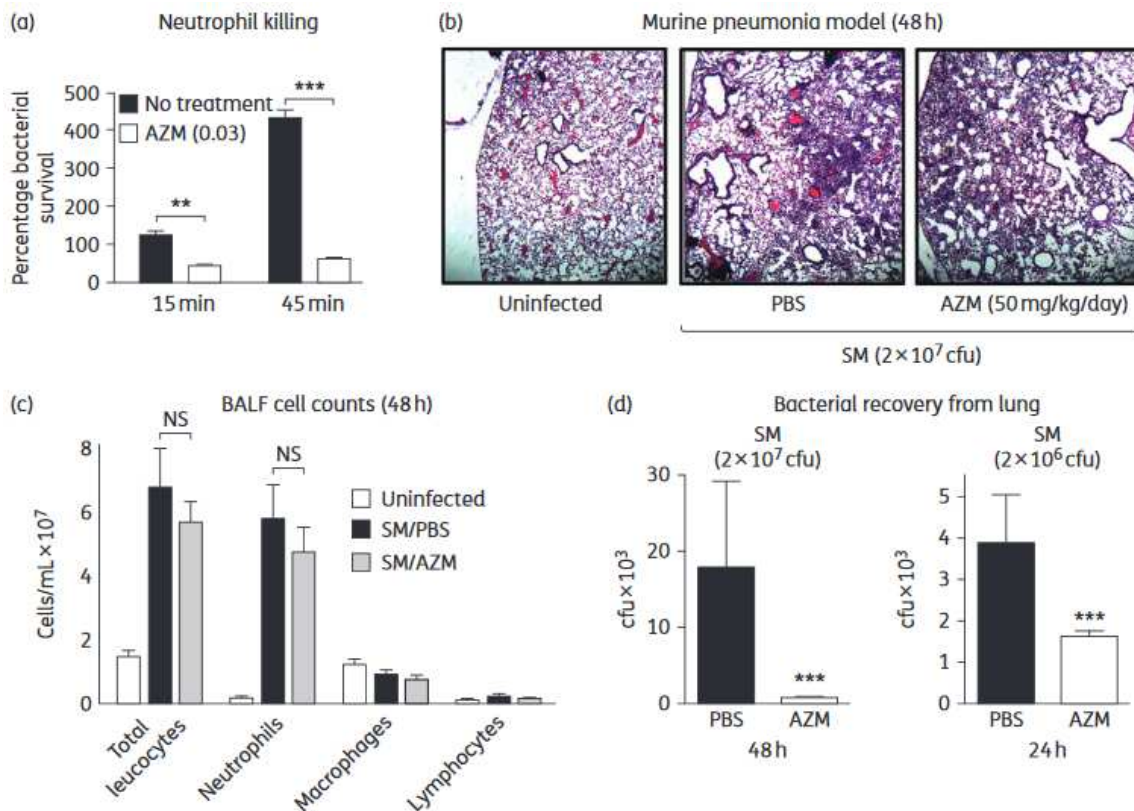 (a) Neutrophil killing
Percentage bacterial
survival
500
400
300
200
100
0
No treatment
AZM (0.03)
**
***
15 min
45 min
(b) Murine pneumonia model (48 h)
Uninfected
PBS
AZM (50 mg/kg/day)
SM (2 × 10⁷ cfu)
(c) BALF cell counts (48 h)
Cells/mL × 10⁷
8
6
4
2
0
NS
NS
Uninfected
SM/PBS
SM/AZM
Total
leucocytes
Neutrophils
Macrophages
Lymphocytes
(d) Bacterial recovery from lung
SM
(2 × 10⁷ cfu)
cfu × 10³
30
20
10
0
***
PBS
AZM
48 h
SM
(2 × 10⁶ cfu)
cfu × 10³
5
4
3
2
1
0
***
PBS
AZM
24 h